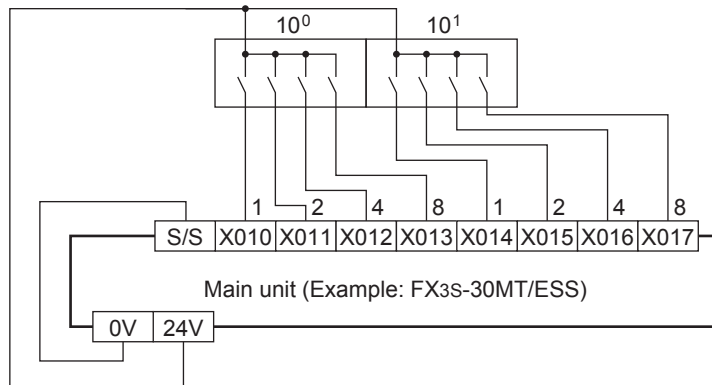 10⁰ 10¹
1 2 4 8 1 2 4 8
S/S X010 X011 X012 X013 X014 X015 X016 X017
Main unit (Example: FX3S-30MT/ESS)
0V 24V